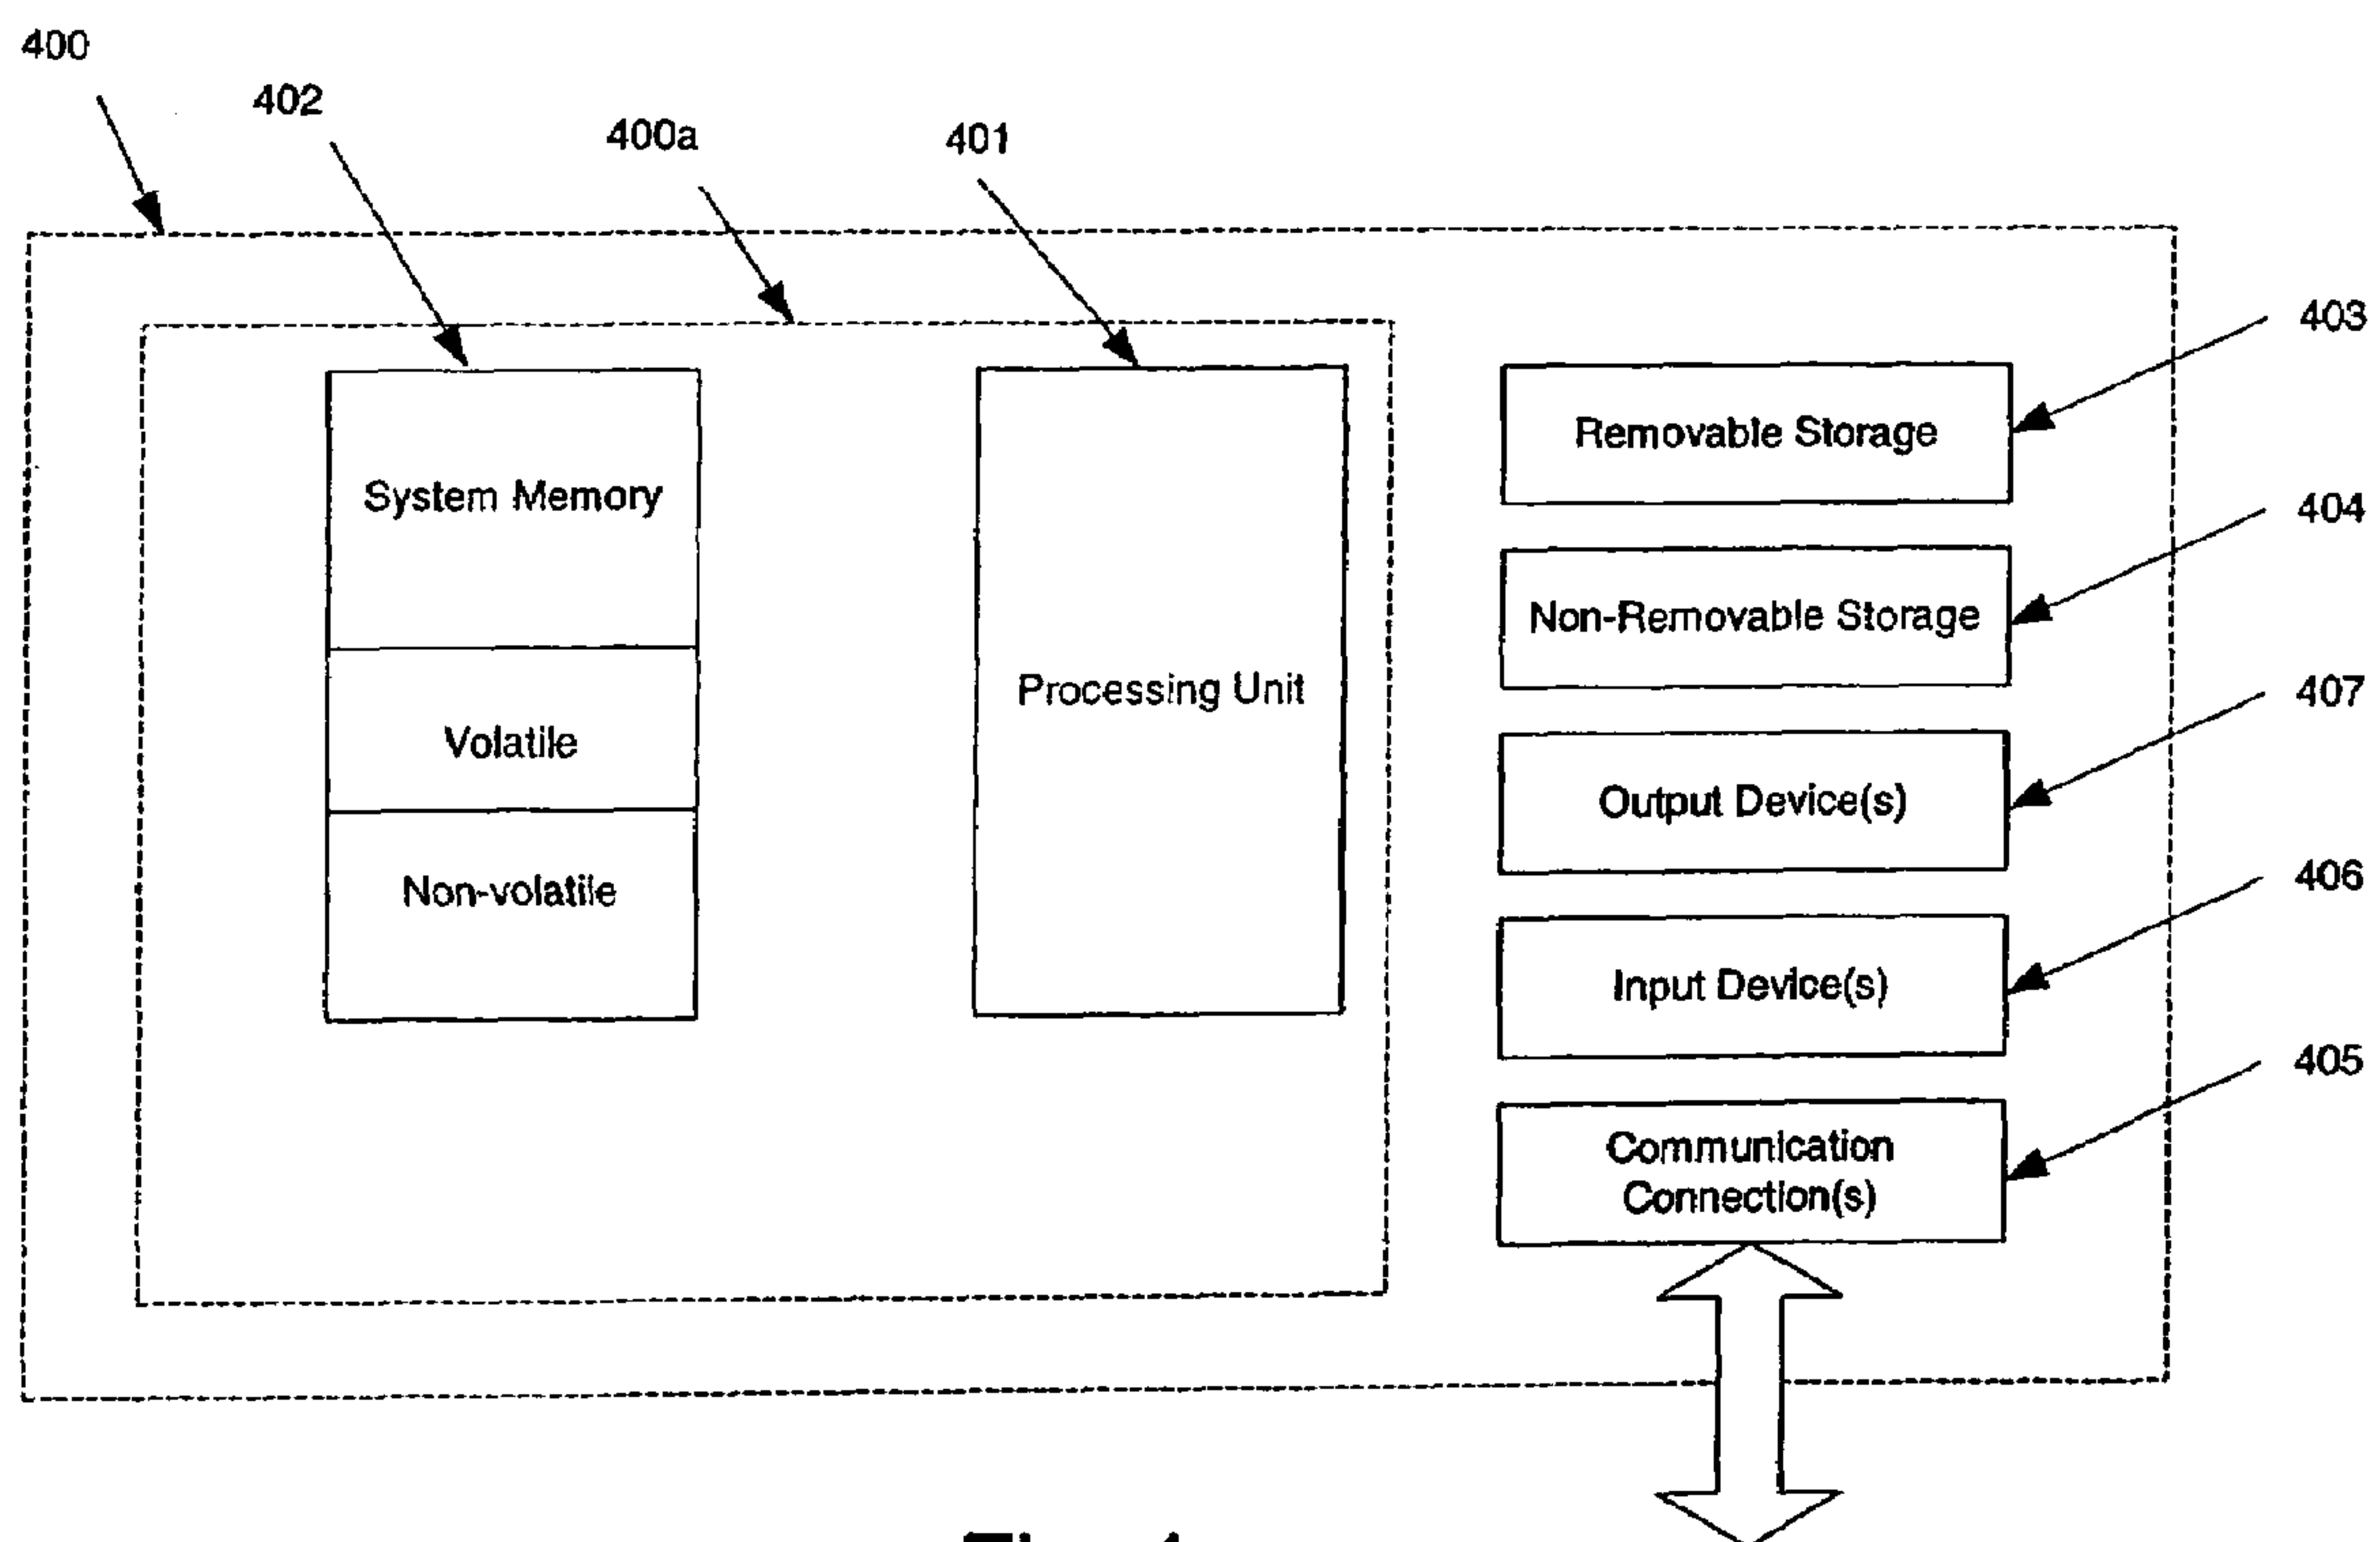 400
402
400a
401
403
Removable Storage
404
System Memory
Non-Removable Storage
407
Processing Unit
Volatile
Output Device(s)
406
Non-volatile
Input Device(s)
405
Communication
Connection(s)